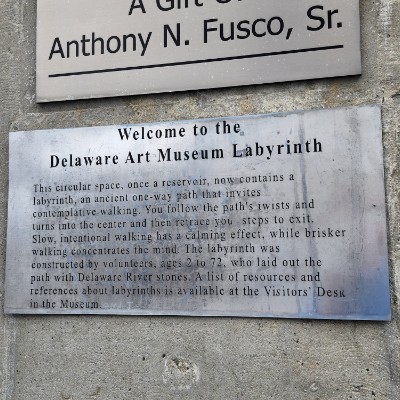 A Gift
Anthony N. Fusco, Sr.
Welcome to the
Delaware Art Museum Labyrinth
This circular space, once a reservoir, now contains a
labyrinth, an ancient one-way path that invites
contemplative walking. You follow the path's twists and
turns into the center and then retrace you steps to exit.
Slow, intentional walking has a calming effect, while brisker
walking concentrates the mind. The labyrinth was
constructed by volunteers, ages 2 to 72, who laid out the
path with Delaware River stones. A list of resources and
references about labyrinths is available at the Visitors' Desk
in the Museum.